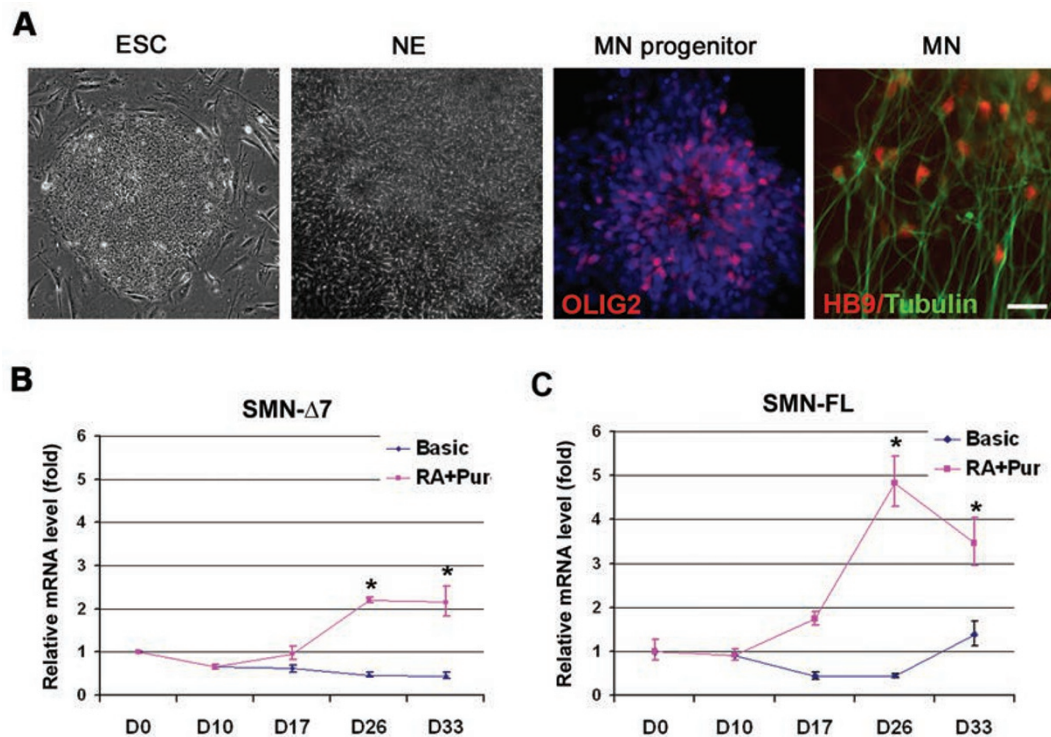 A
ESC
NE
MN progenitor
MN
OLIG2
HB9/Tubulin
B
SMN-Δ7
Relative mRNA level (fold)
6
5
4
3
2
1
0
Basic
RA+Pur
*
*
D0 D10 D17 D26 D33
C
SMN-FL
Relative mRNA level (fold)
6
5
4
3
2
1
0
Basic
RA+Pur
*
*
D0 D10 D17 D26 D33